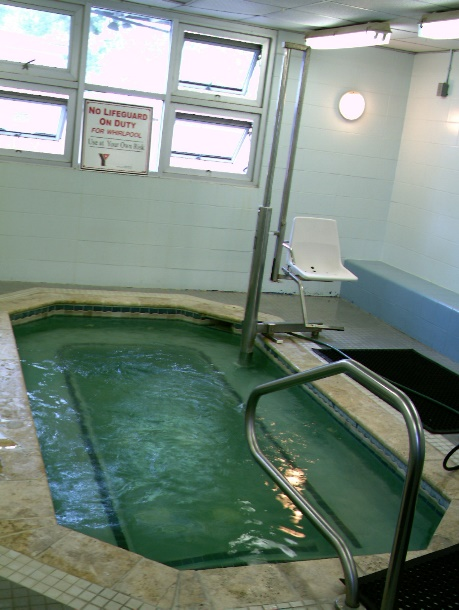 No Lifeguard
On Duty
for Whirlpool
Use at Your Own Risk